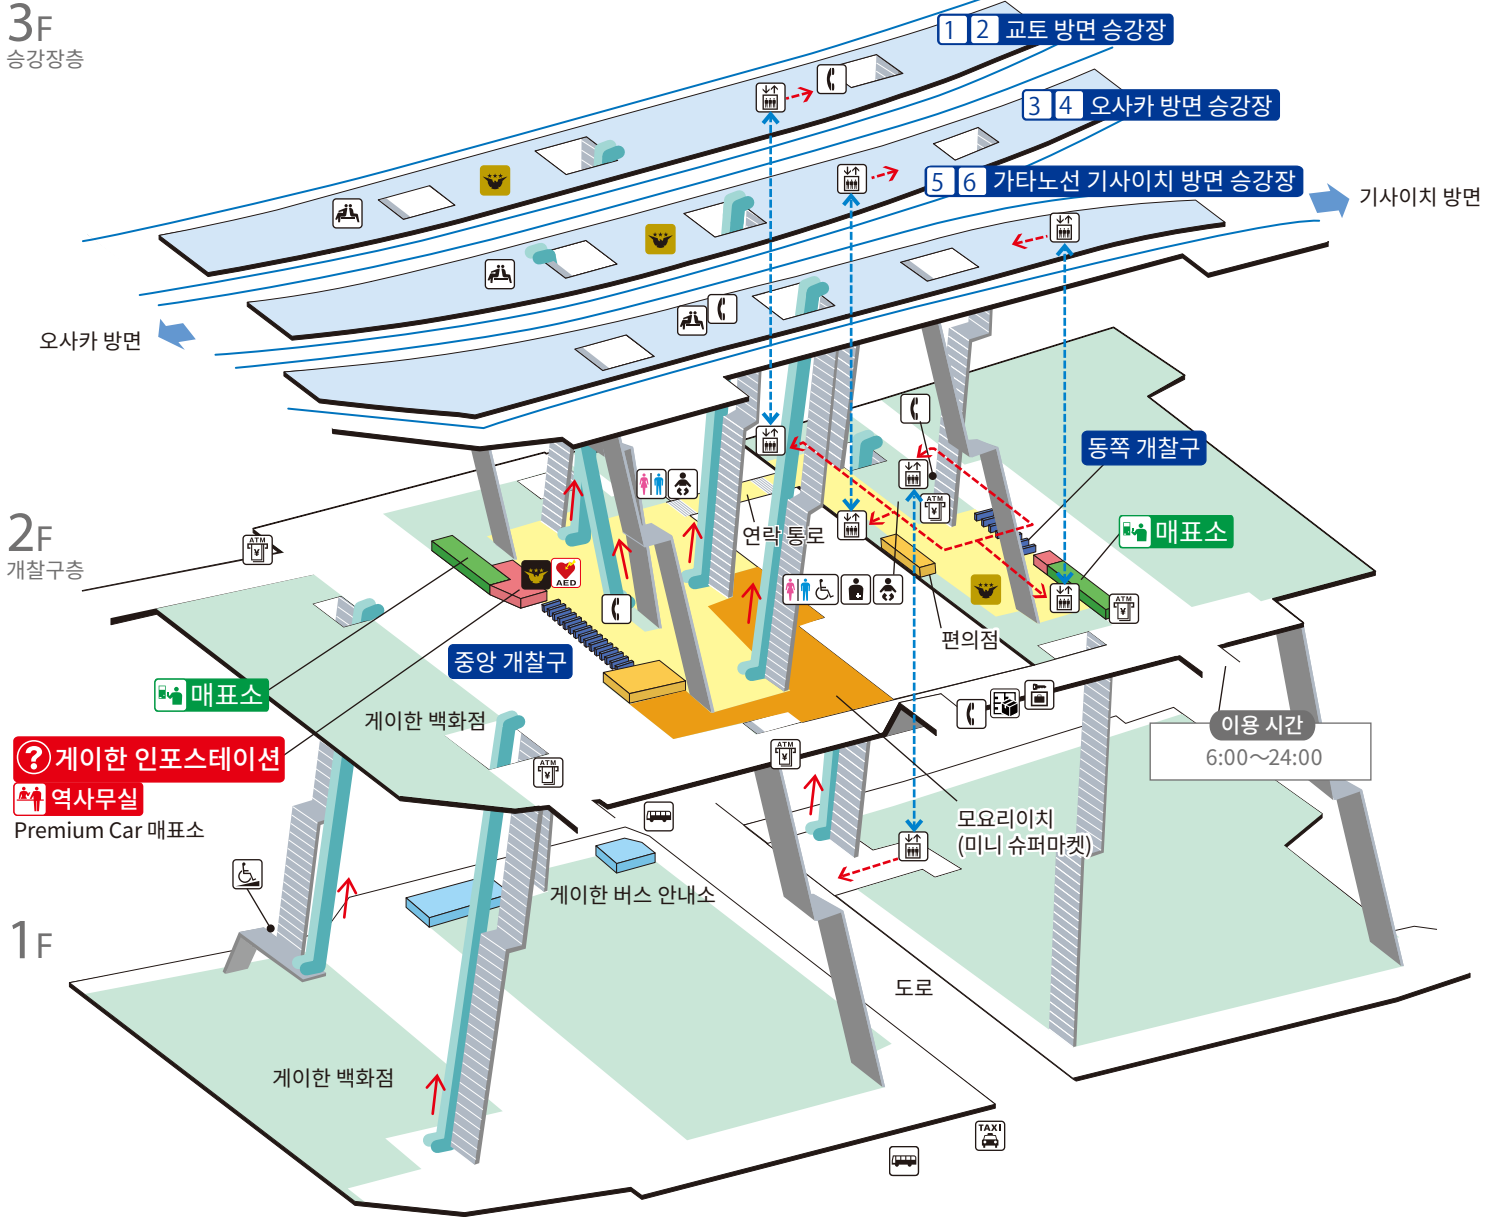 3F
승강장층
1 2 교토 방면 승강장
3 4 오사카 방면 승강장
5 6 가타노선 기사이치 방면 승강장
기사이치 방면
오사카 방면
동쪽 개찰구
2F
개찰구층
ATM
¥
연락 통로
ATM
¥
매표소
AED
ATM
¥
편의점
중앙 개찰구
매표소
게이한 백화점
이용 시간
6:00~24:00
? 게이한 인포스테이션
역사무실
Premium Car 매표소
ATM
¥
ATM
¥
모요리이치
(미니 슈퍼마켓)
게이한 버스 안내소
1F
도로
게이한 백화점
TAXI